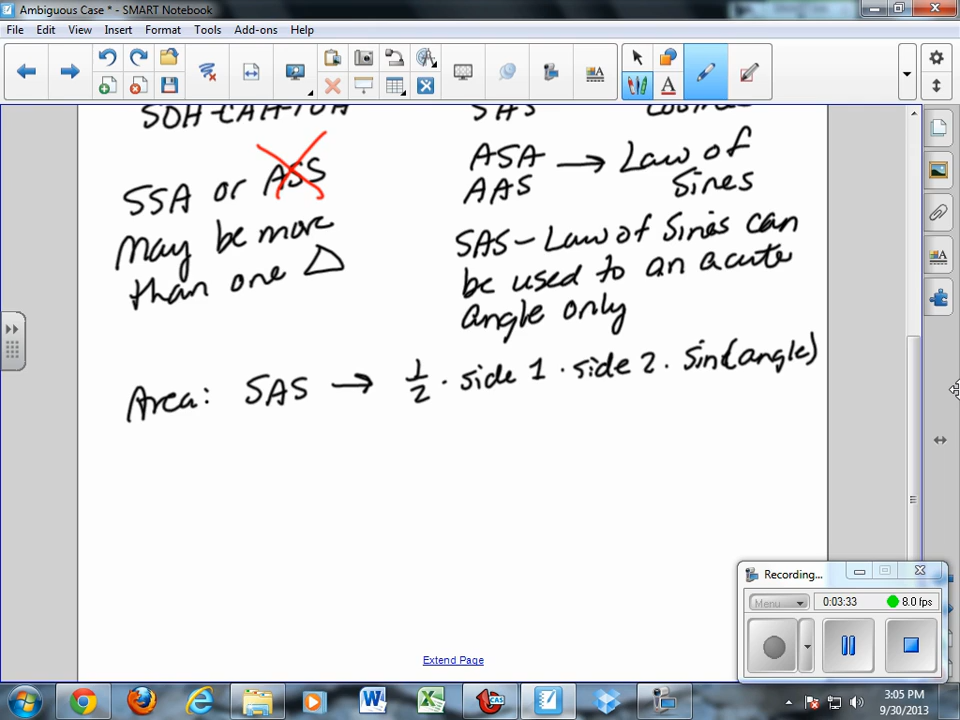 Ambiguous Case * - SMART Notebook
File Edit View Insert Format Tools Add-ons Help
SOH-CAH-TOA
SAS
SSA or ASS
May be more
than one
ASA → Law of
AAS Sines
SAS - Law of Sines can
be used to an acute
angle only
Area: SAS → 1/2 · side 1 · side 2 · Sin(angle)
Extend Page
Recording...
Menu
0:03:33
8.0 fps
3:05 PM
9/30/2013